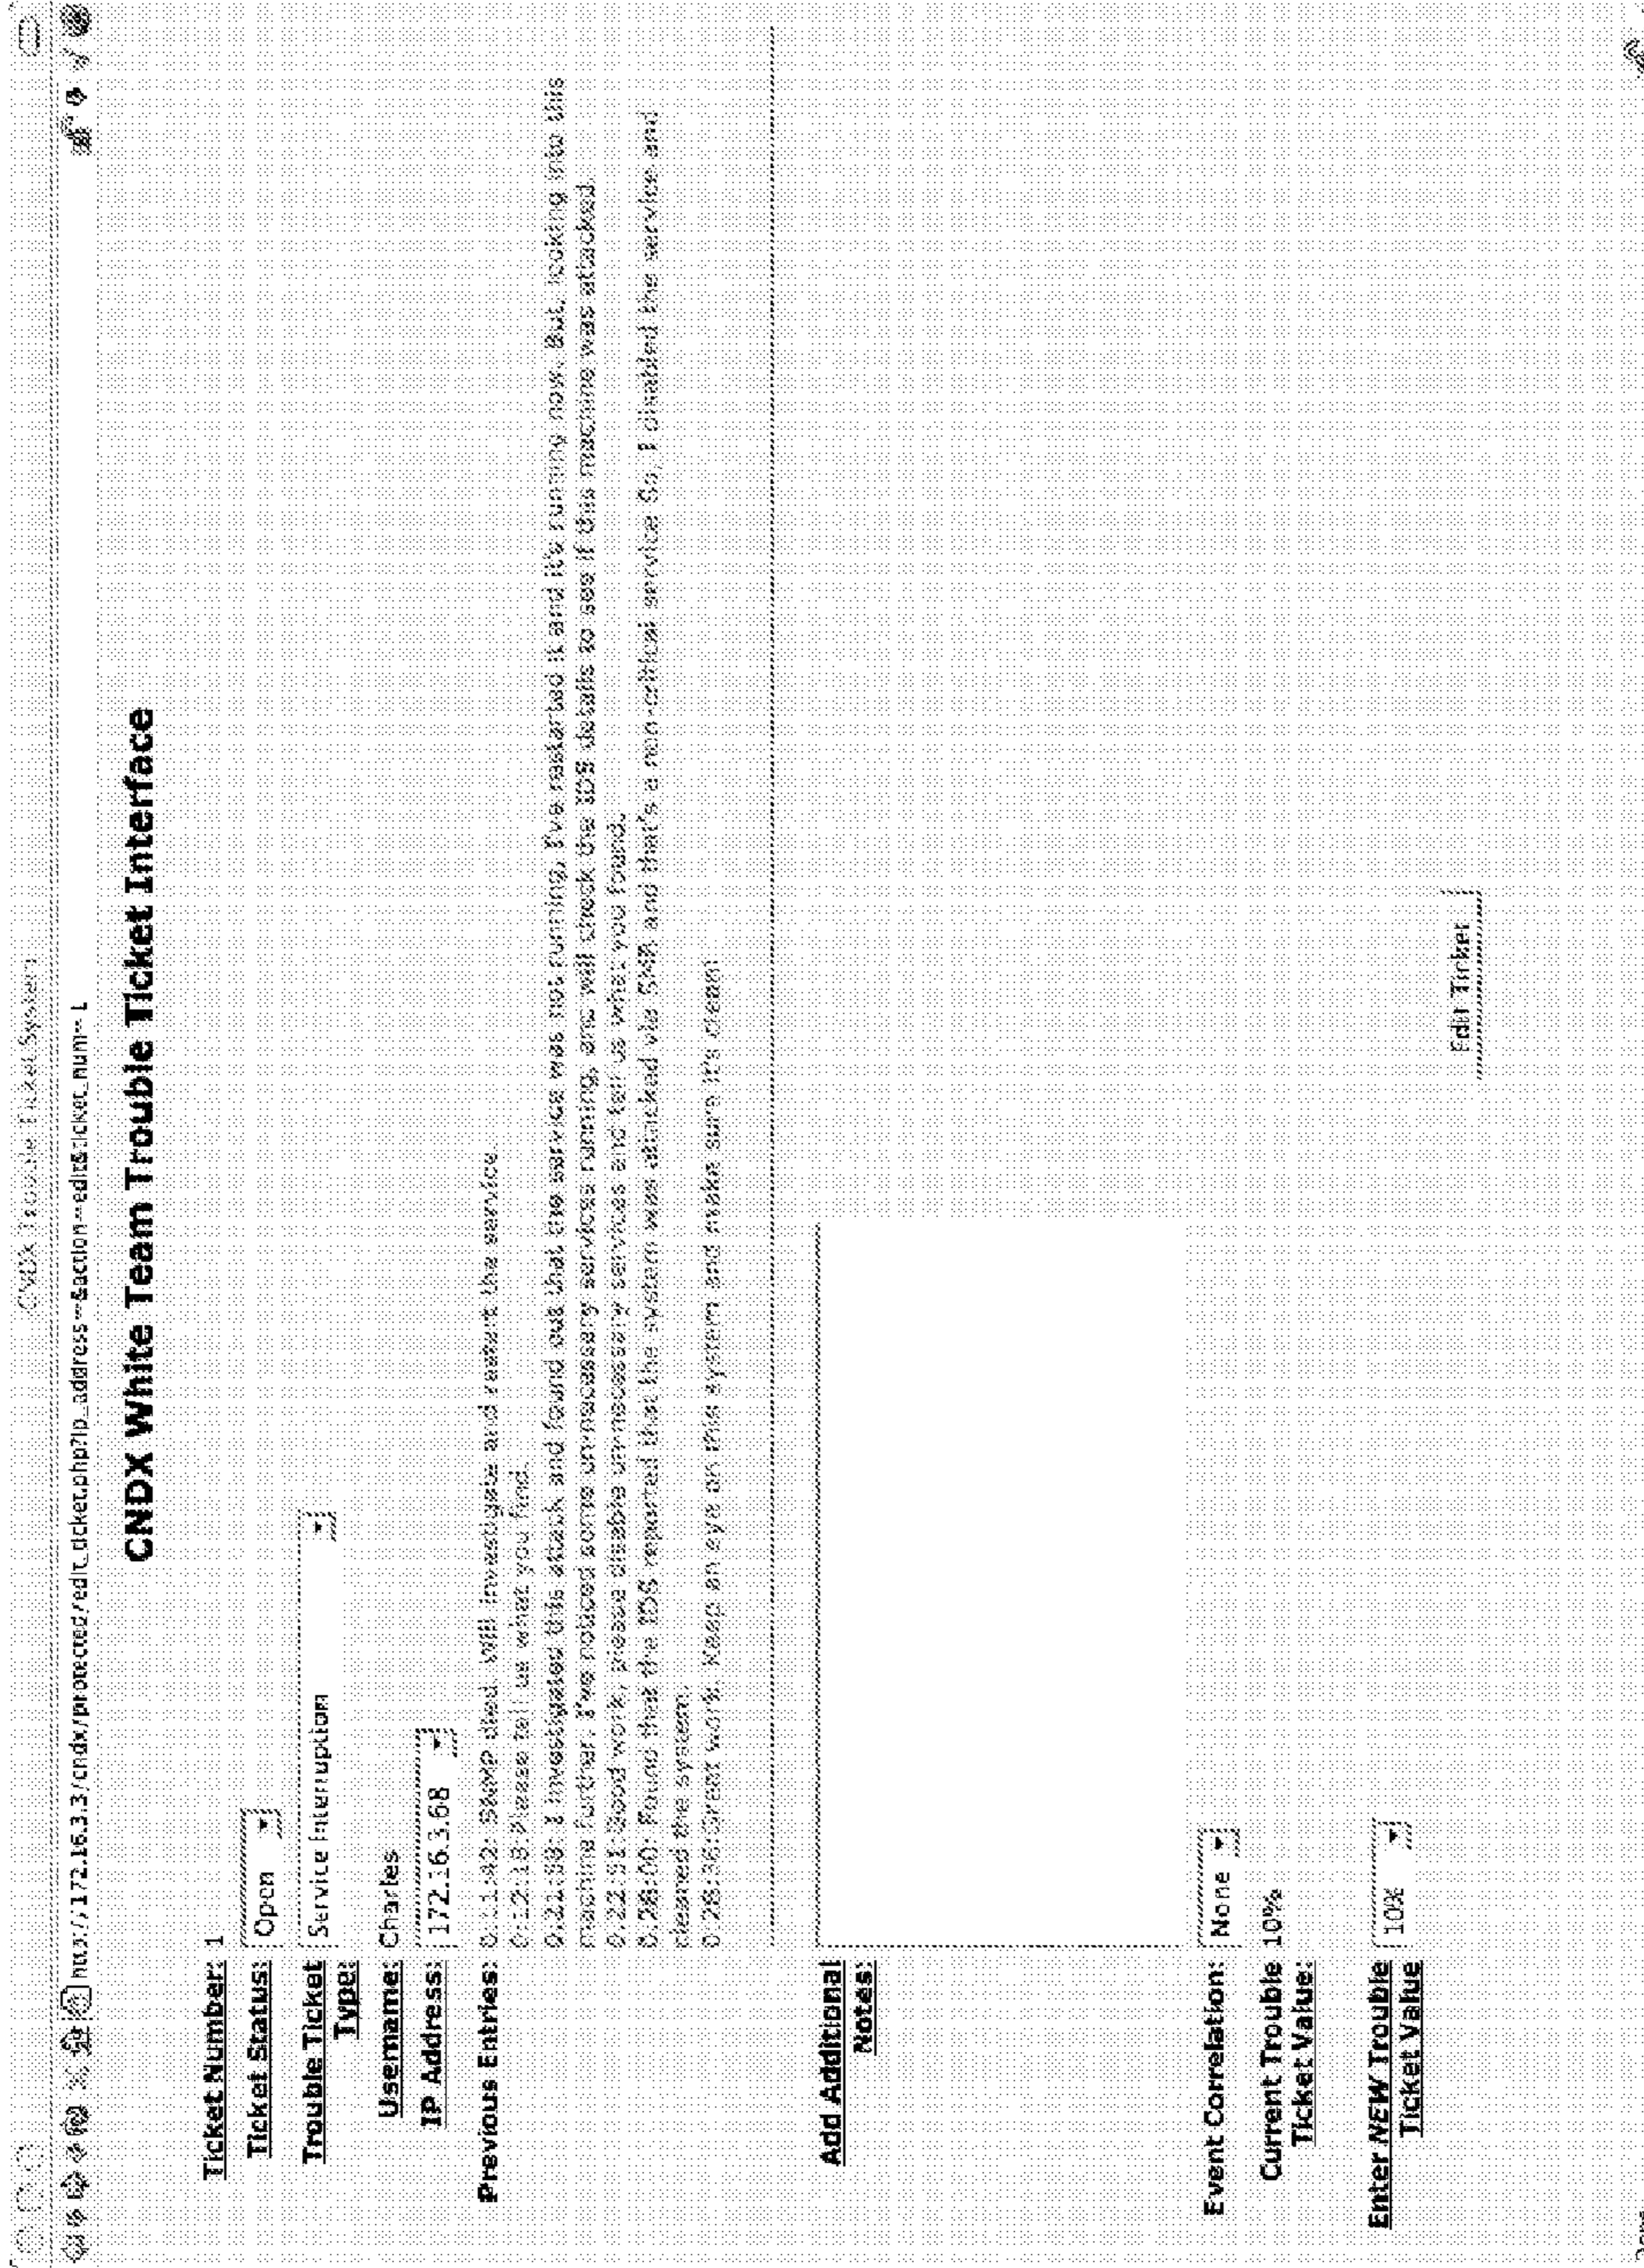 CNDX Trouble Ticket System
http://172.16.3.3/cndx/protected/edit_ticket.php?ip_address=&action=edit&ticket_num=1
CNDX White Team Trouble Ticket Interface
Ticket Number: 1
Ticket Status: Open
Trouble Ticket Type: Service Interruption
Username: Charles
IP Address: 172.16.3.68
Previous Entries: 0:11:42: SNMP died. Will investigate and restart the service.
0:12:18:Please tell us what you find.
I investigated this attack and found out that the service was not running, I've restarted it and it's running now. But, looking into this
machine further, I've noticed some unnecessary services running, and will check the IDS details to see if this machine was attacked.
0:22:51:Good work, please disable unnecessary services and tell us what you found.
0:28:00: Found that the IDS reported that the system was attacked via SMB and that's a non-critical service So, I disabled the service and
cleaned the system.
0:28:36:Great work. Keep an eye on this system and make sure it's clean!
Add Additional
Notes:
Event Correlation: None
Current Trouble Ticket Value: 10%
Enter NEW Trouble Ticket Value 10%
Edit Ticket
Done